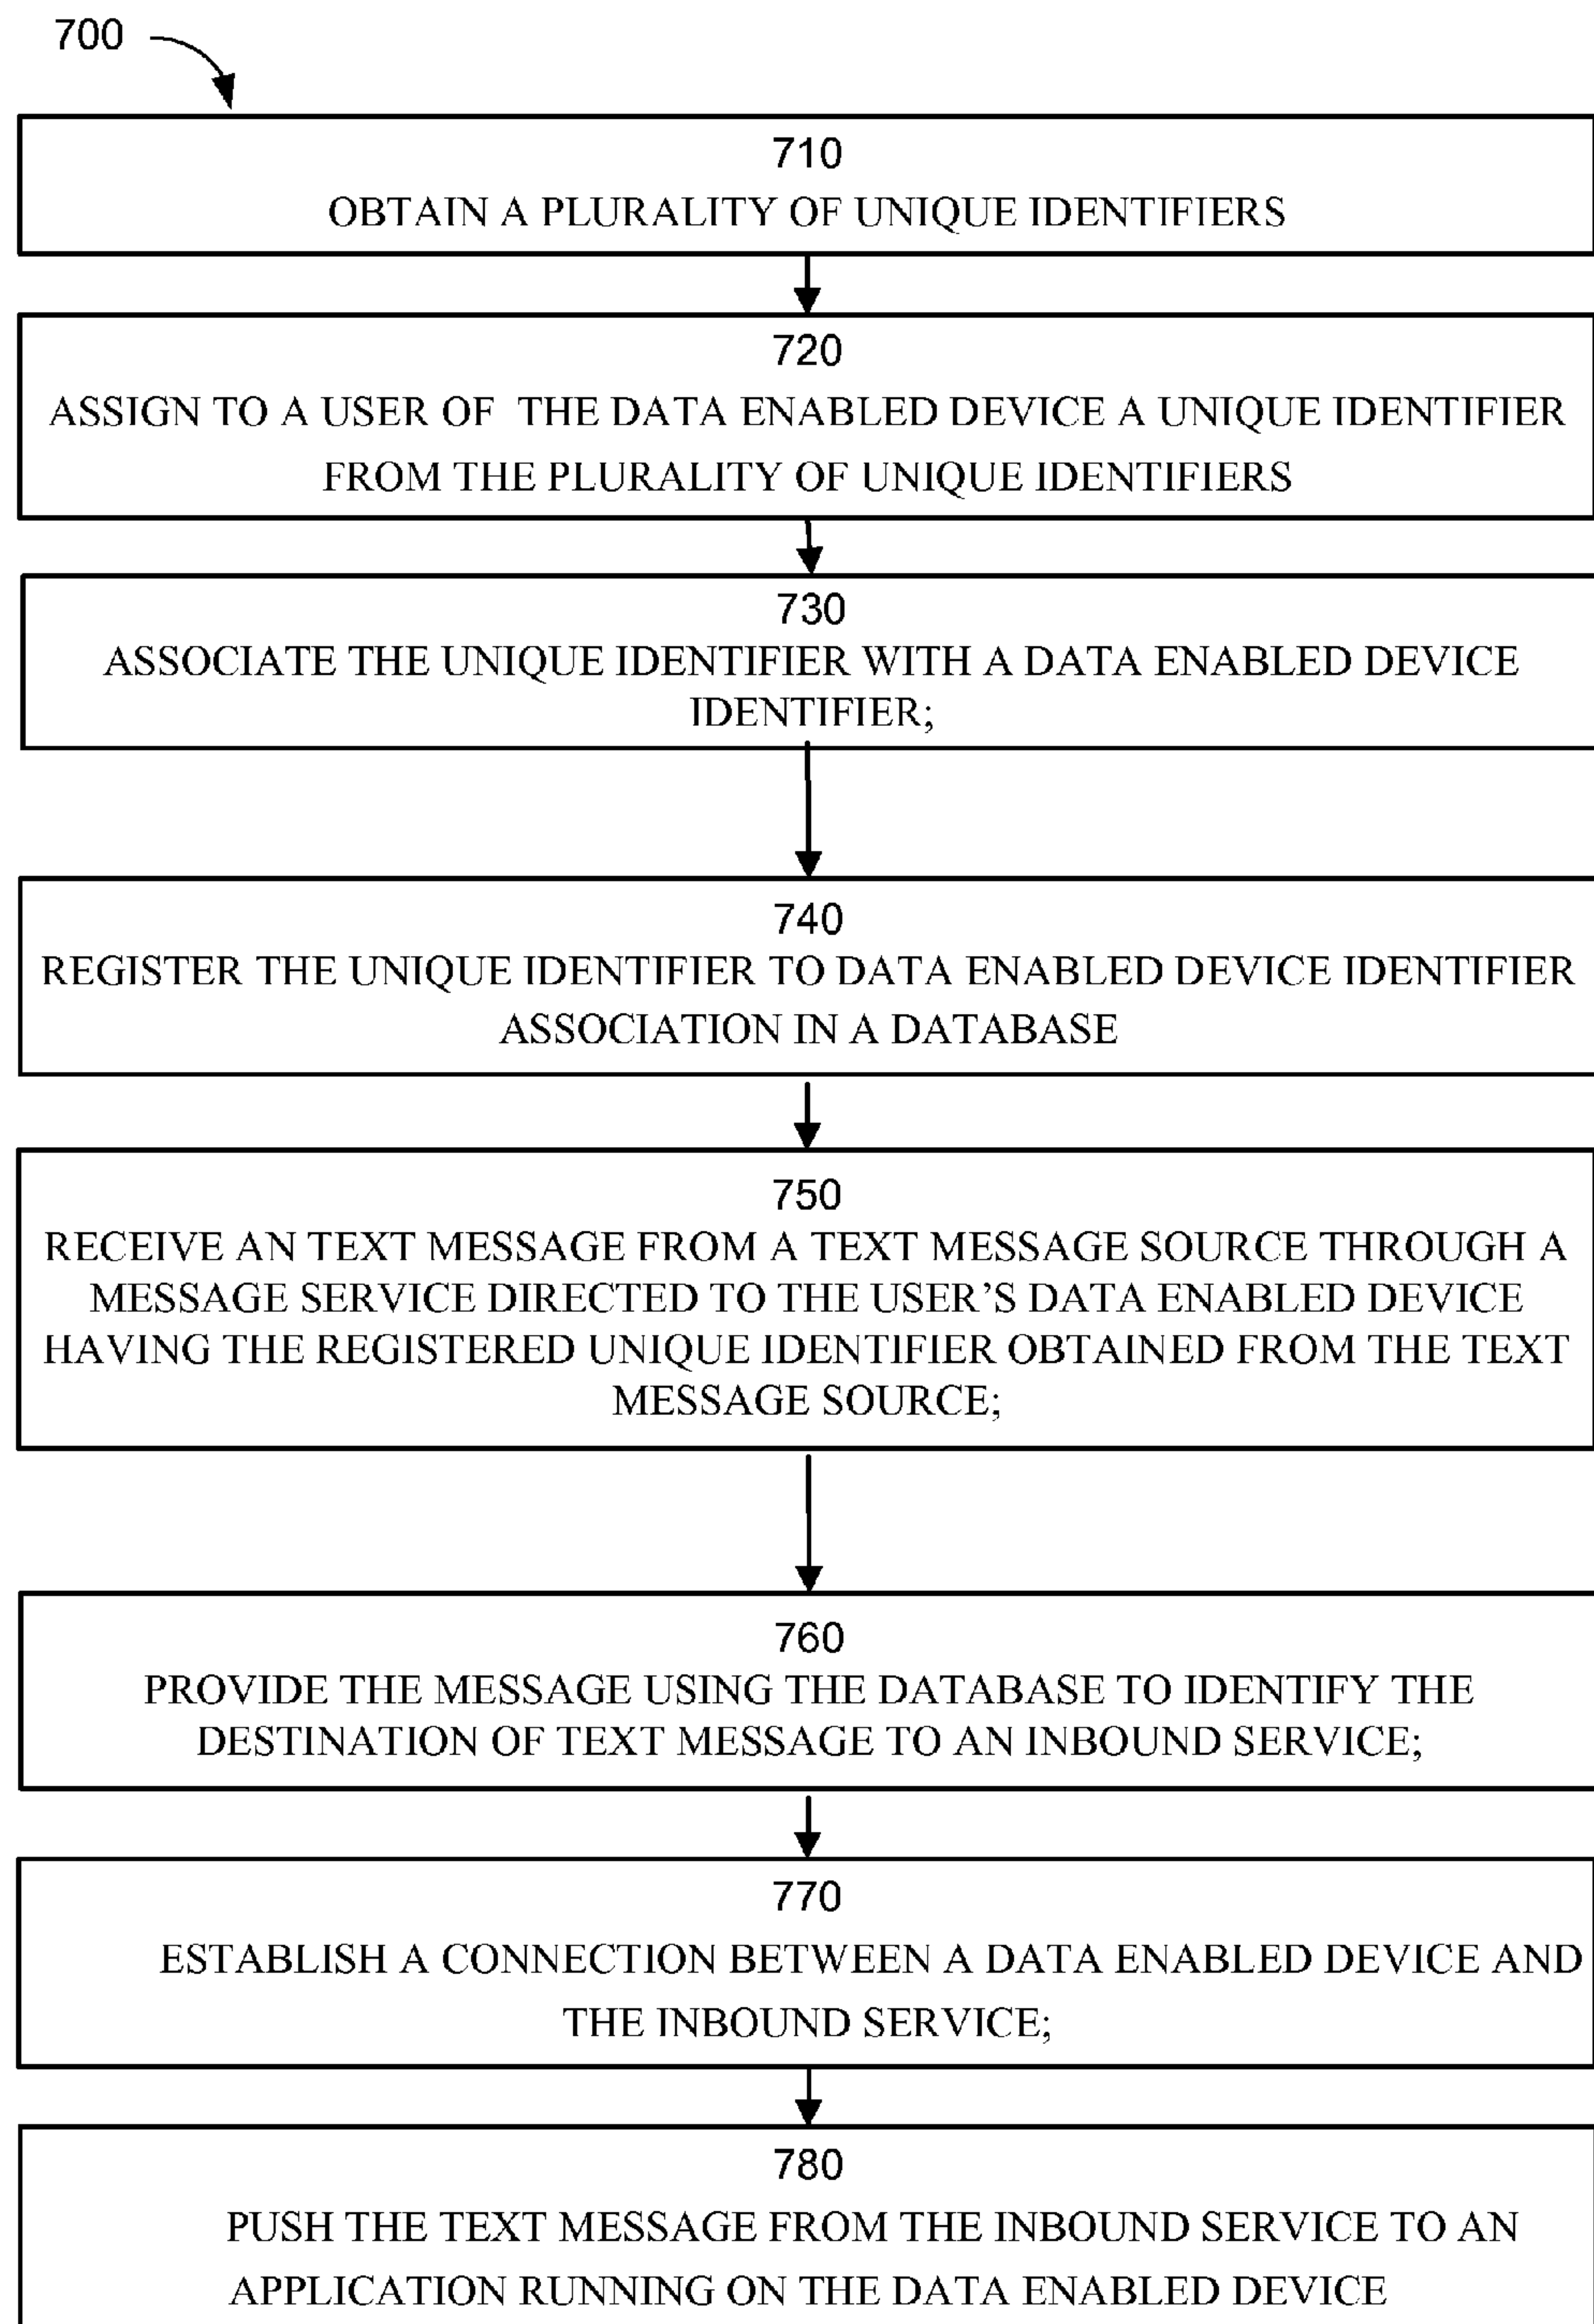 700
710
OBTAIN A PLURALITY OF UNIQUE IDENTIFIERS
720
ASSIGN TO A USER OF THE DATA ENABLED DEVICE A UNIQUE IDENTIFIER
FROM THE PLURALITY OF UNIQUE IDENTIFIERS
730
ASSOCIATE THE UNIQUE IDENTIFIER WITH A DATA ENABLED DEVICE
IDENTIFIER;
740
REGISTER THE UNIQUE IDENTIFIER TO DATA ENABLED DEVICE IDENTIFIER
ASSOCIATION IN A DATABASE
750
RECEIVE AN TEXT MESSAGE FROM A TEXT MESSAGE SOURCE THROUGH A
MESSAGE SERVICE DIRECTED TO THE USER'S DATA ENABLED DEVICE
HAVING THE REGISTERED UNIQUE IDENTIFIER OBTAINED FROM THE TEXT
MESSAGE SOURCE;
760
PROVIDE THE MESSAGE USING THE DATABASE TO IDENTIFY THE
DESTINATION OF TEXT MESSAGE TO AN INBOUND SERVICE;
770
ESTABLISH A CONNECTION BETWEEN A DATA ENABLED DEVICE AND
THE INBOUND SERVICE;
780
PUSH THE TEXT MESSAGE FROM THE INBOUND SERVICE TO AN
APPLICATION RUNNING ON THE DATA ENABLED DEVICE